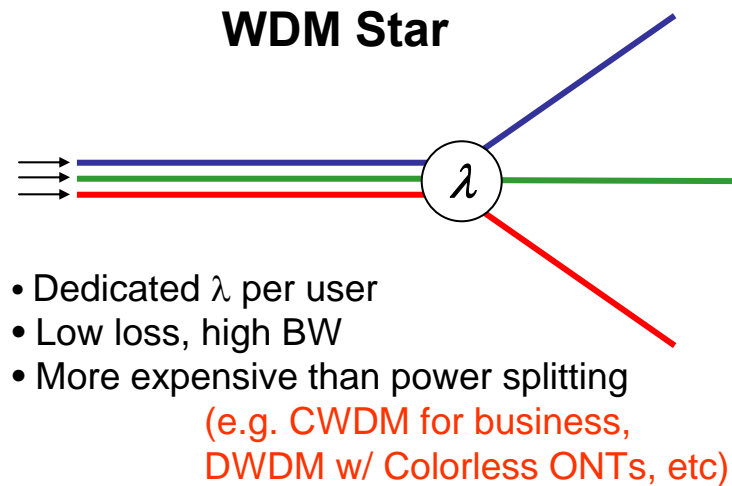 WDM Star
λ
• Dedicated λ per user
• Low loss, high BW
• More expensive than power splitting
(e.g. CWDM for business,
DWDM w/ Colorless ONTs, etc)